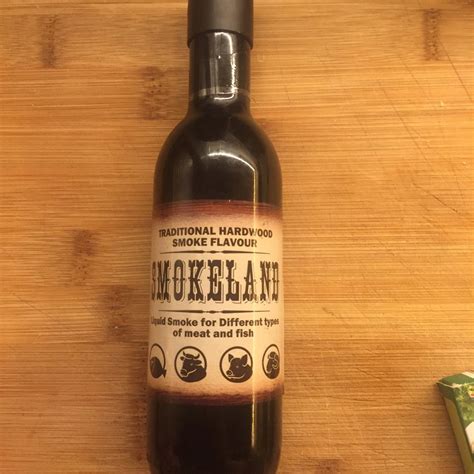 TRADITIONAL HARDWOOD
SMOKE FLAVOUR
SMOKELAND
Liquid Smoke for Different types
of meat and fish